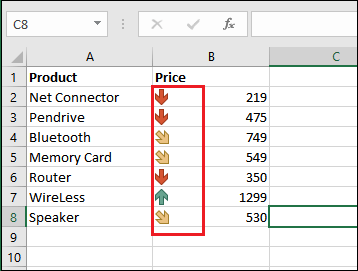 C8 fx
A B C
1 Product Price
2 Net Connector 219
3 Pendrive 475
4 Bluetooth 749
5 Memory Card 549
6 Router 350
7 WireLess 1299
8 Speaker 530
9
10